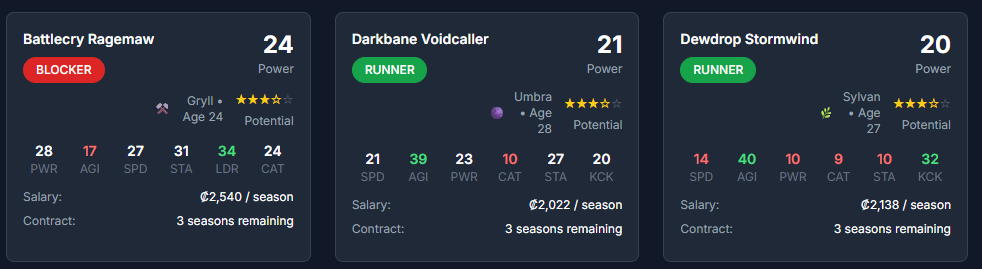 Battlecry Ragemaw
24
BLOCKER
Power
Gryll •
Age 24
Potential
28 17 27 31 34 24
PWR AGI SPD STA LDR CAT
Salary: ₡2,540 / season
Contract: 3 seasons remaining
Darkbane Voidcaller
21
RUNNER
Power
Umbra
• Age
28
Potential
21 39 23 10 27 20
SPD AGI PWR CAT STA KCK
Salary: ₡2,022 / season
Contract: 3 seasons remaining
Dewdrop Stormwind
20
RUNNER
Power
Sylvan
• Age
27
Potential
14 40 10 9 10 32
SPD AGI PWR CAT STA KCK
Salary: ₡2,138 / season
Contract: 3 seasons remaining